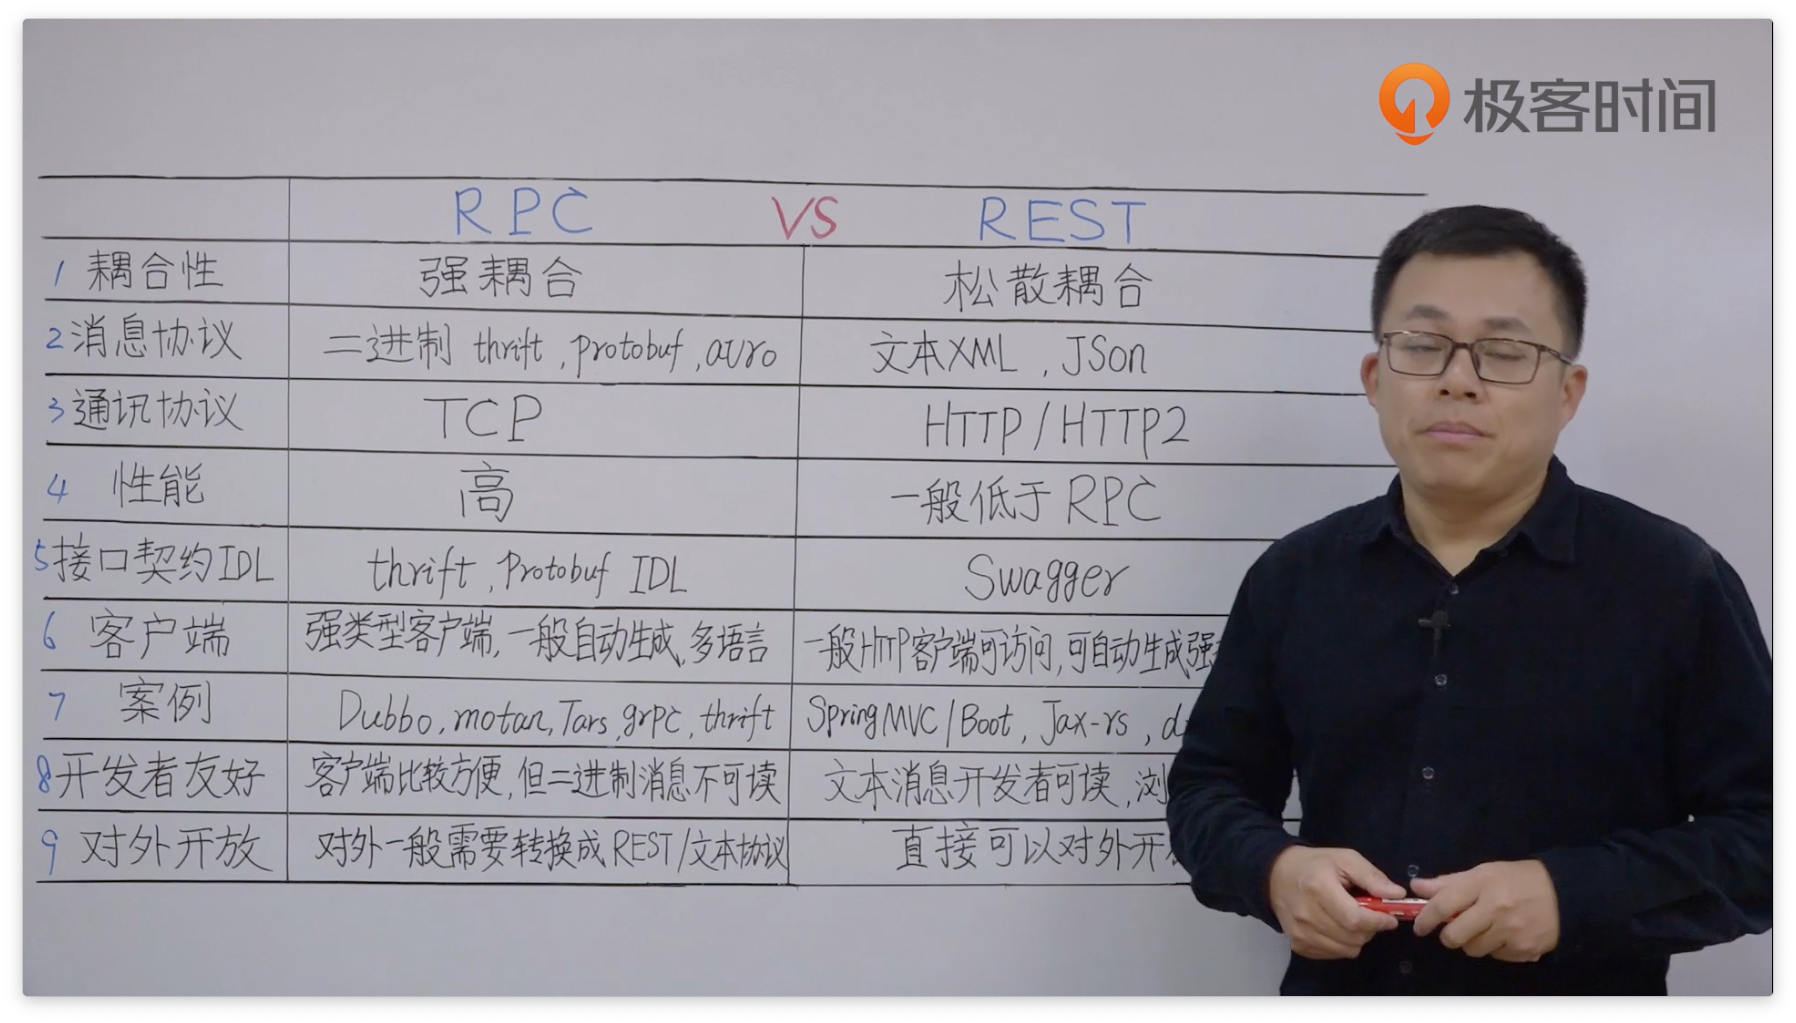 极客时间
RPC VS REST
1 耦合性 强耦合 松散耦合
2 消息协议 二进制 thrift, protobuf, avro 文本XML, JSon
3 通讯协议 TCP HTTP/HTTP2
4 性能 高 一般低于RPC
5 接口契约IDL thrift, Protobuf IDL Swagger
6 客户端 强类型客户端,一般自动生成,多语言 一般HTTP客户端可访问,可自动生成强
7 案例 Dubbo, motan, Tars, grpc, thrift SpringMVC/Boot, Jax-rs,
8 开发者友好 客户端比较方便,但二进制消息不可读 文本消息开发者可读,浏
9 对外开放 对外一般需要转换成REST/文本协议 直接可以对外开